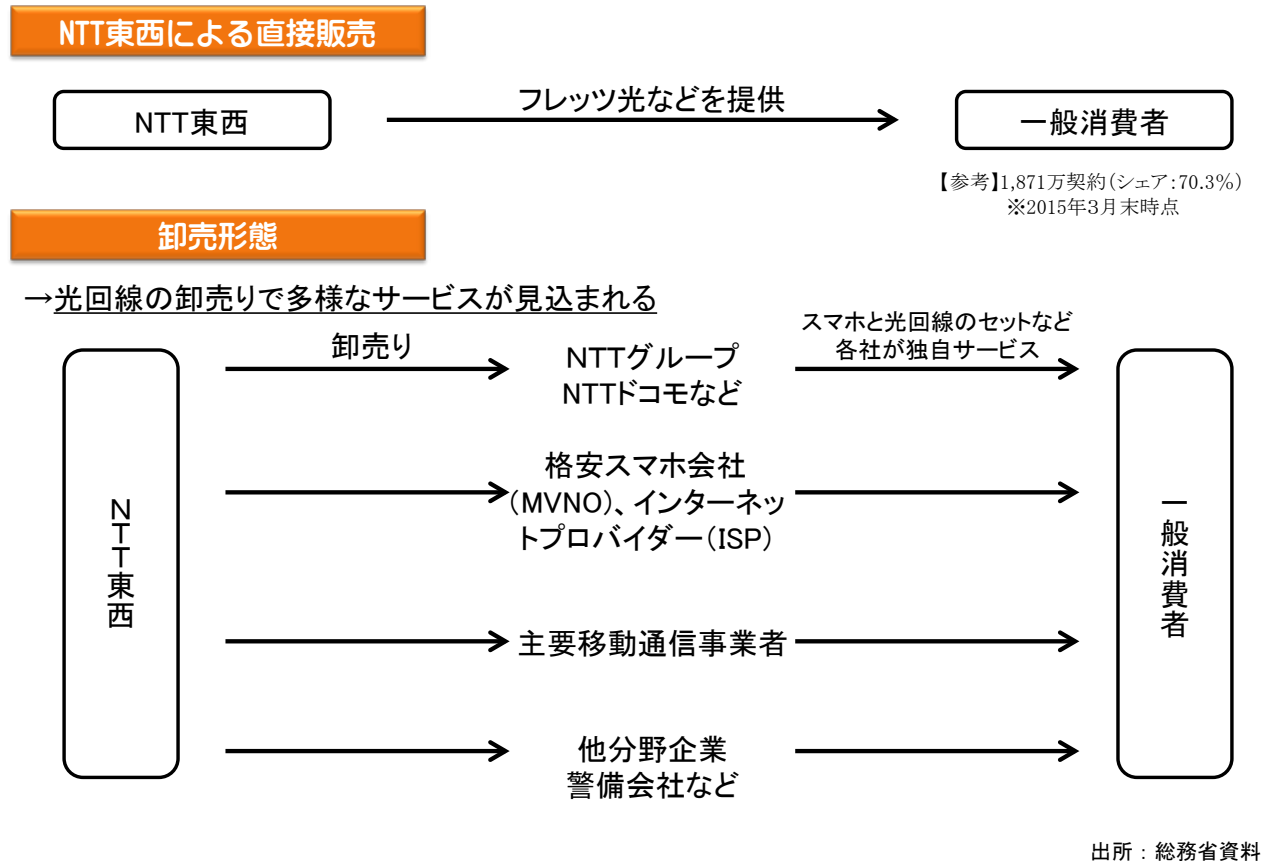 NTT東西による直接販売
NTT東西
フレッツ光などを提供
一般消費者
【参考】1,871万契約(シェア:70.3%)
※2015年3月末時点
卸売形態
→光回線の卸売りで多様なサービスが見込まれる
NTT東西
卸売り
NTTグループ
NTTドコモなど
スマホと光回線のセットなど
各社が独自サービス
格安スマホ会社
(MVNO)、インターネッ
トプロバイダー(ISP)
主要移動通信事業者
他分野企業
警備会社など
一般消費者
出所:総務省資料